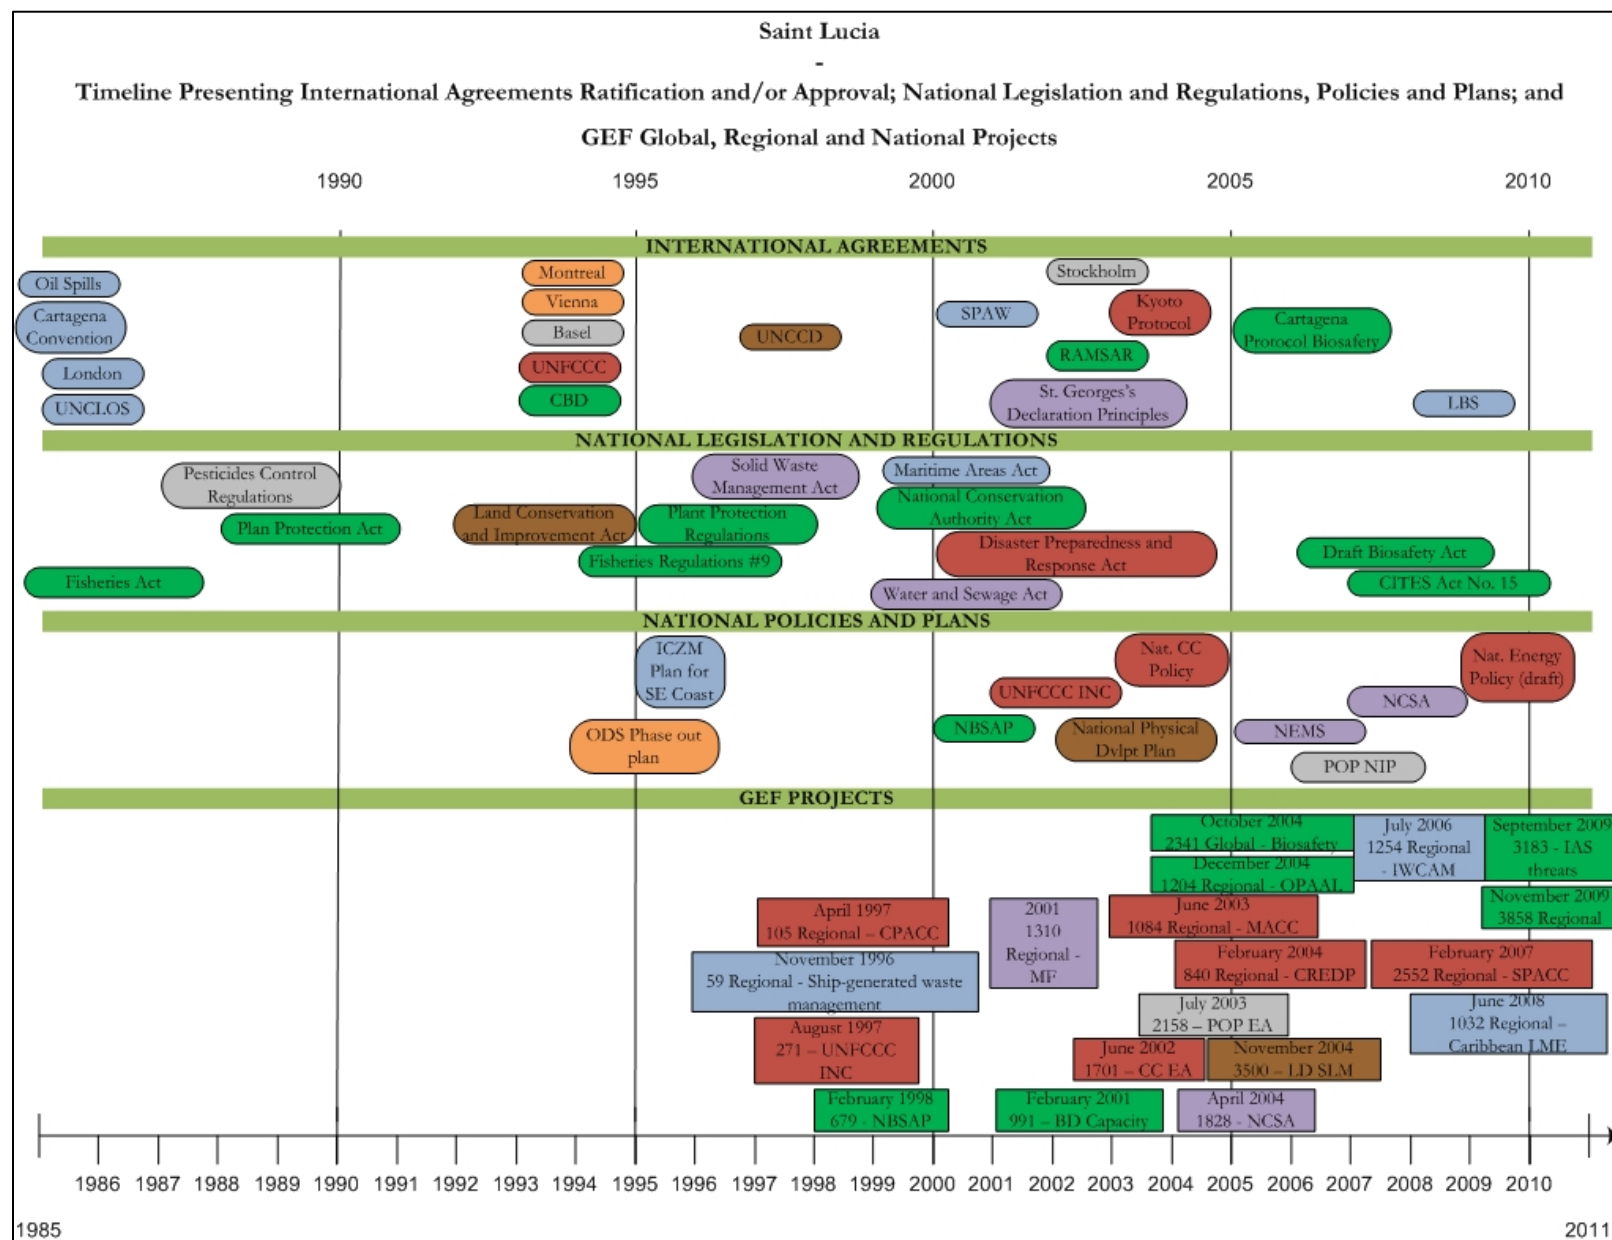 Saint Lucia
-
Timeline Presenting International Agreements Ratification and/or Approval; National Legislation and Regulations, Policies and Plans; and
GEF Global, Regional and National Projects
1990 1995 2000 2005 2010
INTERNATIONAL AGREEMENTS
Oil Spills
Cartagena
Convention
London
UNCLOS
Montreal
Vienna
Basel
UNFCCC
CBD
UNCCD
SPAW
Stockholm
Kyoto
Protocol
RAMSAR
St. Georges's
Declaration Principles
Cartagena
Protocol Biosafety
LBS
NATIONAL LEGISLATION AND REGULATIONS
Pesticides Control
Regulations
Plan Protection Act
Fisheries Act
Land Conservation
and Improvement Act
Solid Waste
Management Act
Plant Protection
Regulations
Fisheries Regulations #9
Maritime Areas Act
National Conservation
Authority Act
Disaster Preparedness and
Response Act
Water and Sewage Act
Draft Biosafety Act
CITES Act No. 15
NATIONAL POLICIES AND PLANS
ICZM
Plan for
SE Coast
ODS Phase out
plan
Nat. CC
Policy
UNFCCC INC
NBSAP
National Physical
Dvlpt Plan
Nat. Energy
Policy (draft)
NCSA
NEMS
POP NIP
GEF PROJECTS
October 2004
2341 Global - Biosafety
December 2004
1204 Regional - OPAAL
July 2006
1254 Regional
- IWCAM
September 2009
3183 - IAS
threats
November 2009
3858 Regional
April 1997
105 Regional – CPACC
2001
1310
Regional -
MF
June 2003
1084 Regional - MACC
November 1996
59 Regional - Ship-generated waste
management
February 2004
840 Regional - CREDP
February 2007
2552 Regional - SPACC
July 2003
2158 – POP EA
June 2008
1032 Regional –
Caribbean LME
August 1997
271 – UNFCCC
INC
June 2002
1701 – CC EA
November 2004
3500 – LD SLM
February 1998
679 - NBSAP
February 2001
991 – BD Capacity
April 2004
1828 - NCSA
1986 1987 1988 1989 1990 1991 1992 1993 1994 1995 1996 1997 1998 1999 2000 2001 2002 2003 2004 2005 2006 2007 2008 2009 2010
1985 2011